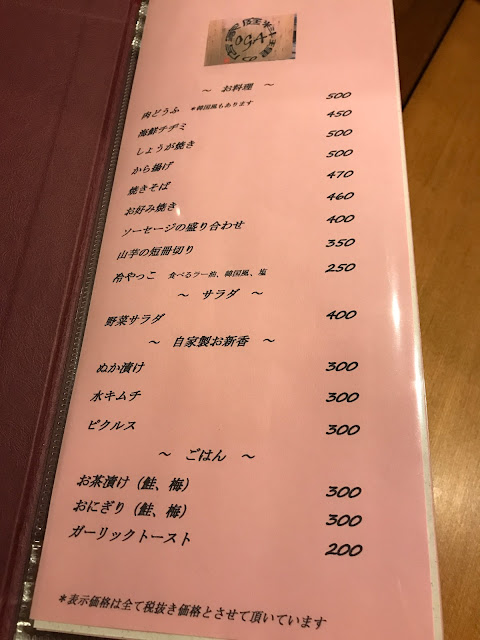 OGA
～ お料理 ～
肉どうふ ＊韓国風もあります 500
海鮮チヂミ 450
しょうが焼き 500
から揚げ 500
焼きそば 470
お好み焼き 460
ソーセージの盛り合わせ 400
山芋の短冊切り 350
冷やっこ 食べるラー油、韓国風、塩 250
～ サラダ ～
野菜サラダ 400
～ 自家製お新香 ～
ぬか漬け 300
水キムチ 300
ピクルス 300
～ ごはん ～
お茶漬け（鮭、梅） 300
おにぎり（鮭、梅） 300
ガーリックトースト 200
＊表示価格は全て税抜き価格とさせて頂いています